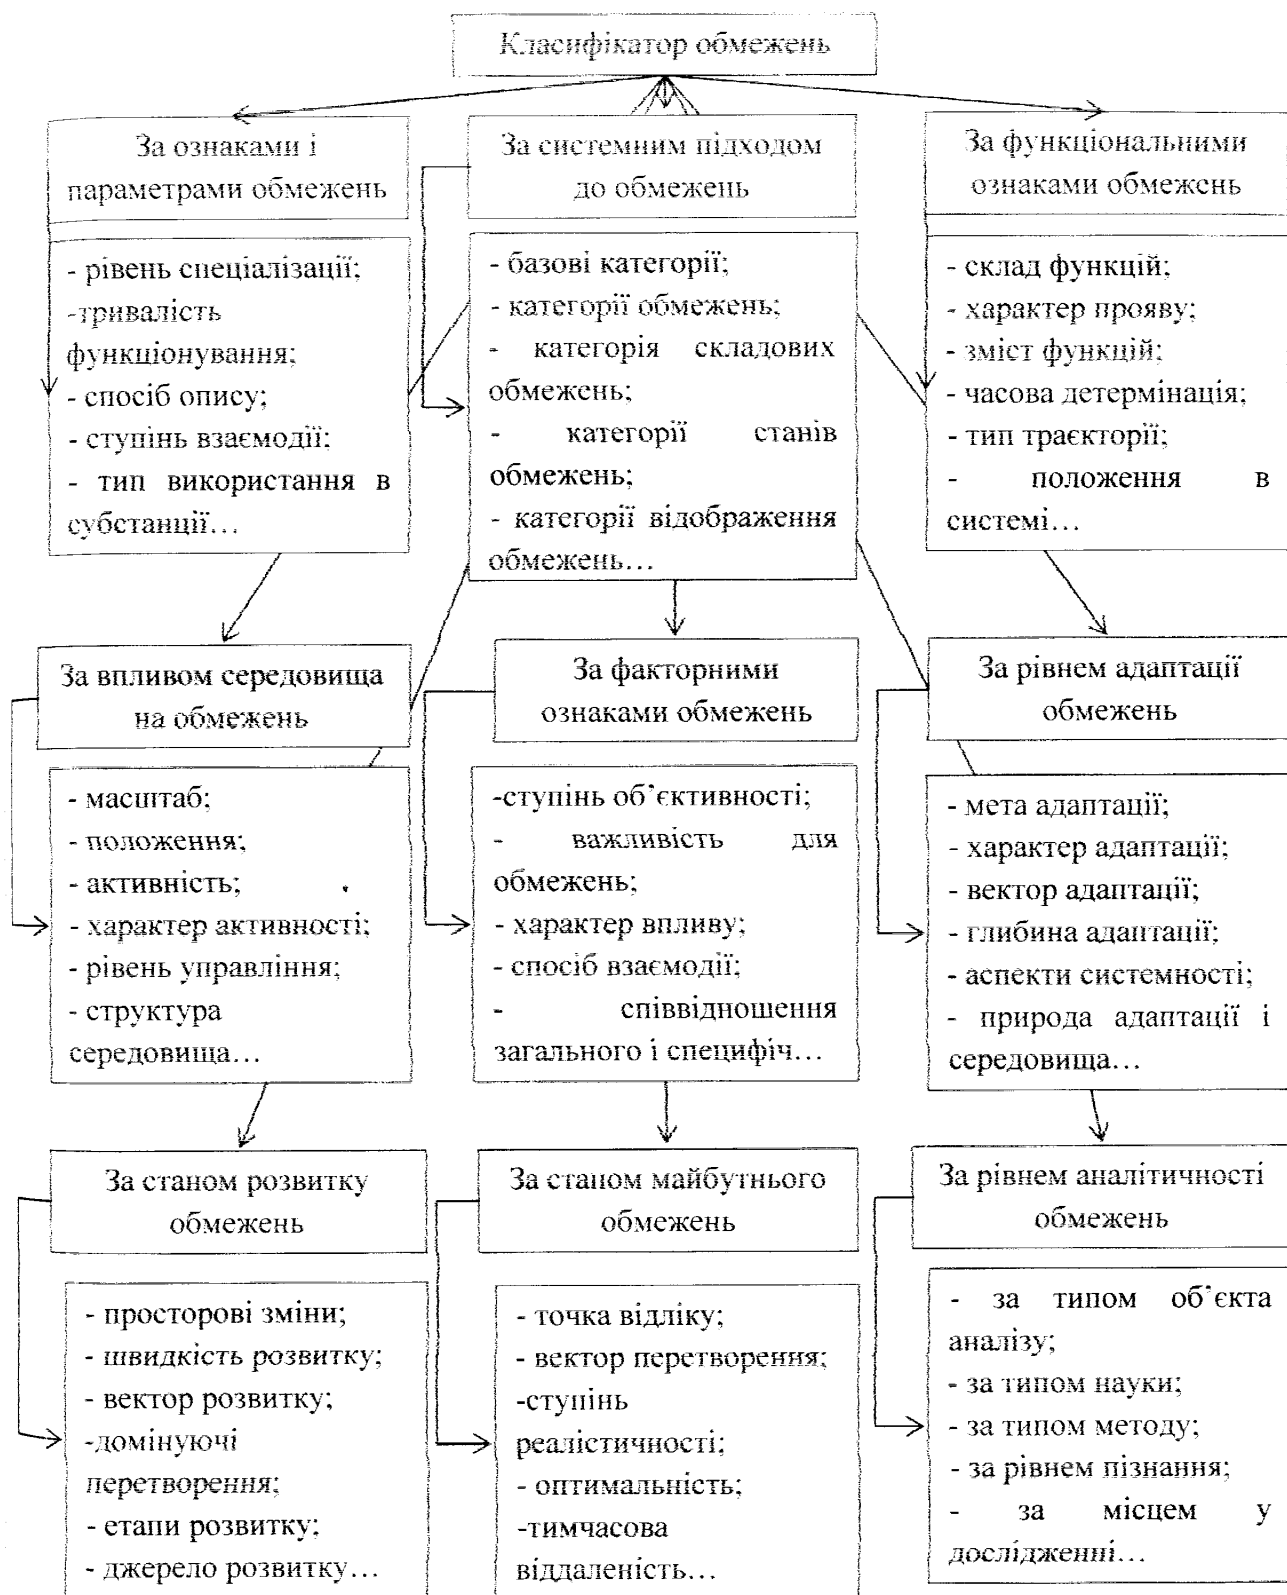 Класифікатор обмежень
За ознаками і
параметрами обмежень
За системним підходом
до обмежень
За функціональними
ознаками обмежень
- рівень спеціалізації;
-тривалість
функціонування;
- спосіб опису;
- ступінь взаємодії;
- тип використання в
субстанції...
- базові категорії;
- категорії обмежень;
- категорія складових
обмежень;
- категорії станів
обмежень;
- категорії відображення
обмежень...
- склад функцій;
- характер прояву;
- зміст функцій;
- часова детермінація;
- тип траєкторії;
- положення в
системі...
За впливом середовища
на обмежень
За факторними
ознаками обмежень
За рівнем адаптації
обмежень
- масштаб;
- положення;
- активність;
- характер активності;
- рівень управління;
- структура
середовища...
-ступінь об'єктивності;
- важливість для
обмежень;
- характер впливу;
- спосіб взаємодії;
- співвідношення
загального і специфіч...
- мета адаптації;
- характер адаптації;
- вектор адаптації;
- глибина адаптації;
- аспекти системності;
- природа адаптації і
середовища...
За станом розвитку
обмежень
За станом майбутнього
обмежень
За рівнем аналітичності
обмежень
- просторові зміни;
- швидкість розвитку;
- вектор розвитку;
-домінуючі
перетворення;
- етапи розвитку;
- джерело розвитку...
- точка відліку;
- вектор перетворення;
-ступінь
реалістичності;
- оптимальність;
-тимчасова
віддаленість...
- за типом об'єкта
аналізу;
- за типом науки;
- за типом методу;
- за рівнем пізнання;
- за місцем у
дослідженні...